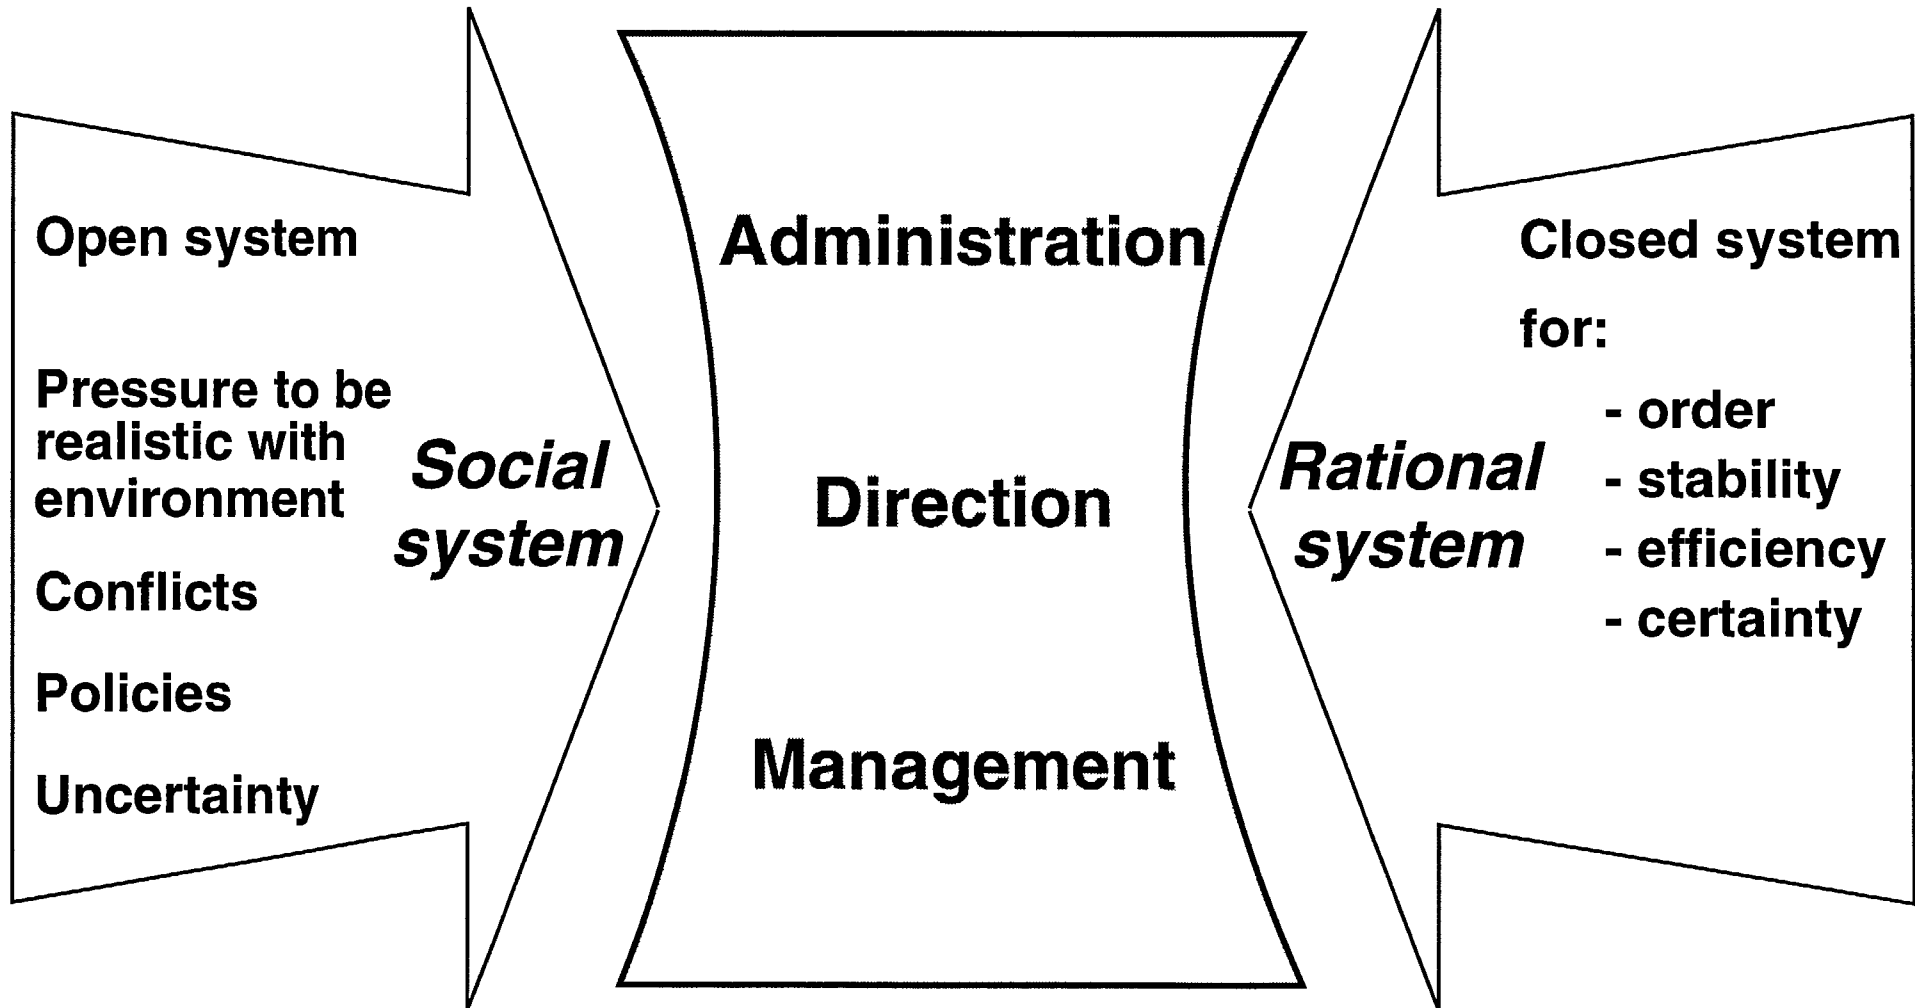 Open system
Pressure to be
realistic with
environment
Conflicts
Policies
Uncertainty
Social
system
Administration
Direction
Management
Rational
system
Closed system
for:
- order
- stability
- efficiency
- certainty